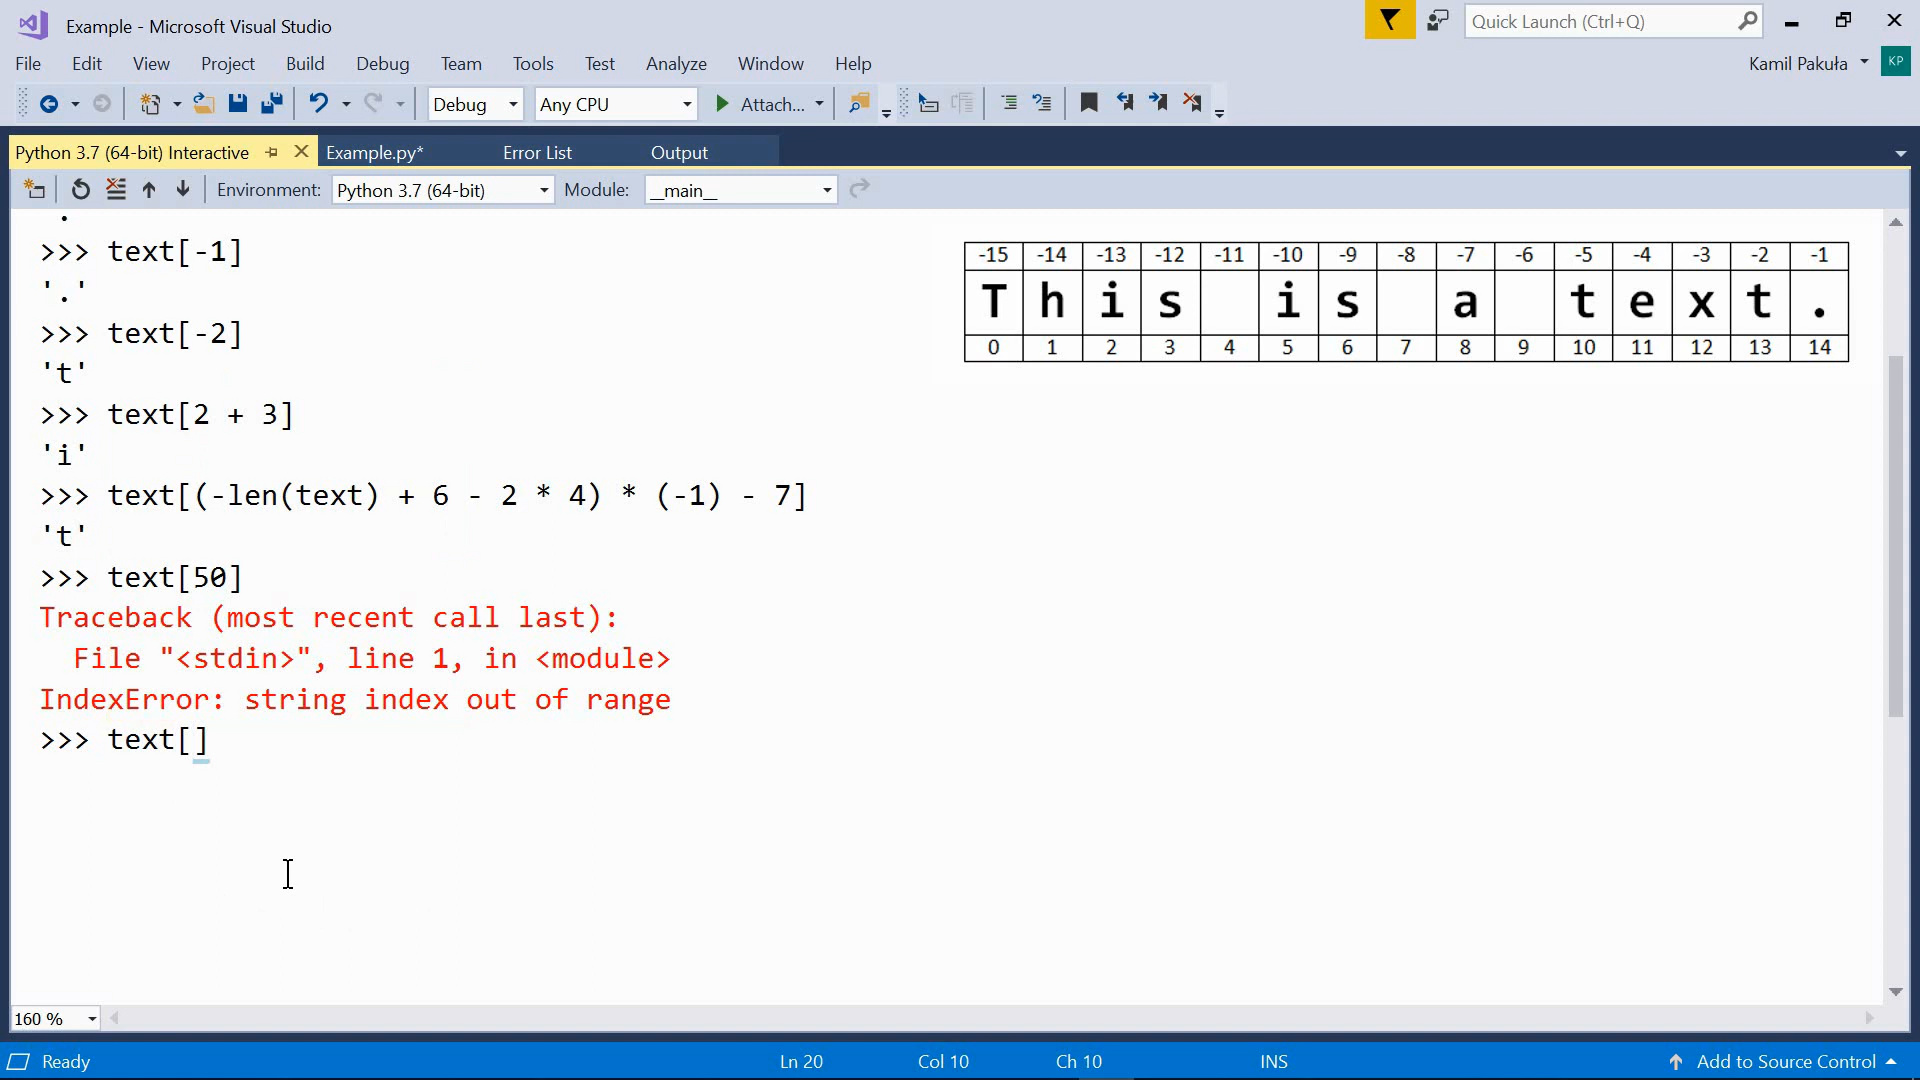 Example - Microsoft Visual Studio
Quick Launch (Ctrl+Q)
File Edit View Project Build Debug Team Tools Test Analyze Window Help
Kamil Pakuła KP
Debug Any CPU Attach...
Python 3.7 (64-bit) Interactive Example.py* Error List Output
Environment: Python 3.7 (64-bit) Module: __main__
>>> text[-1]
'.'
>>> text[-2]
't'
>>> text[2 + 3]
'i'
>>> text[(-len(text) + 6 - 2 * 4) * (-1) - 7]
't'
>>> text[50]
Traceback (most recent call last):
  File "<stdin>", line 1, in <module>
IndexError: string index out of range
>>> text[]
-15 -14 -13 -12 -11 -10 -9 -8 -7 -6 -5 -4 -3 -2 -1
T h i s i s a t e x t .
0 1 2 3 4 5 6 7 8 9 10 11 12 13 14
160 %
Ready Ln 20 Col 10 Ch 10 INS Add to Source Control